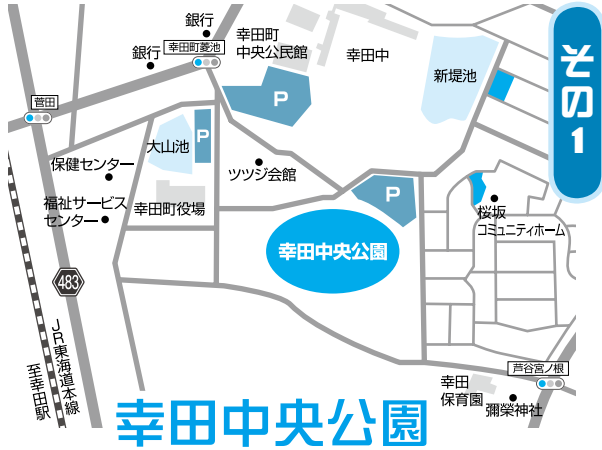 その1
銀行
銀行
幸田町菱池
幸田町
中央公民館
幸田中
新堤池
菅田
P
P
大山池
保健センター
ツツジ会館
福祉サービス
センター
幸田町役場
P
桜坂
コミュニティホーム
幸田中央公園
483
JR東海道本線
至幸田駅
芦谷宮ノ根
幸田
保育園
彌榮神社
幸田中央公園